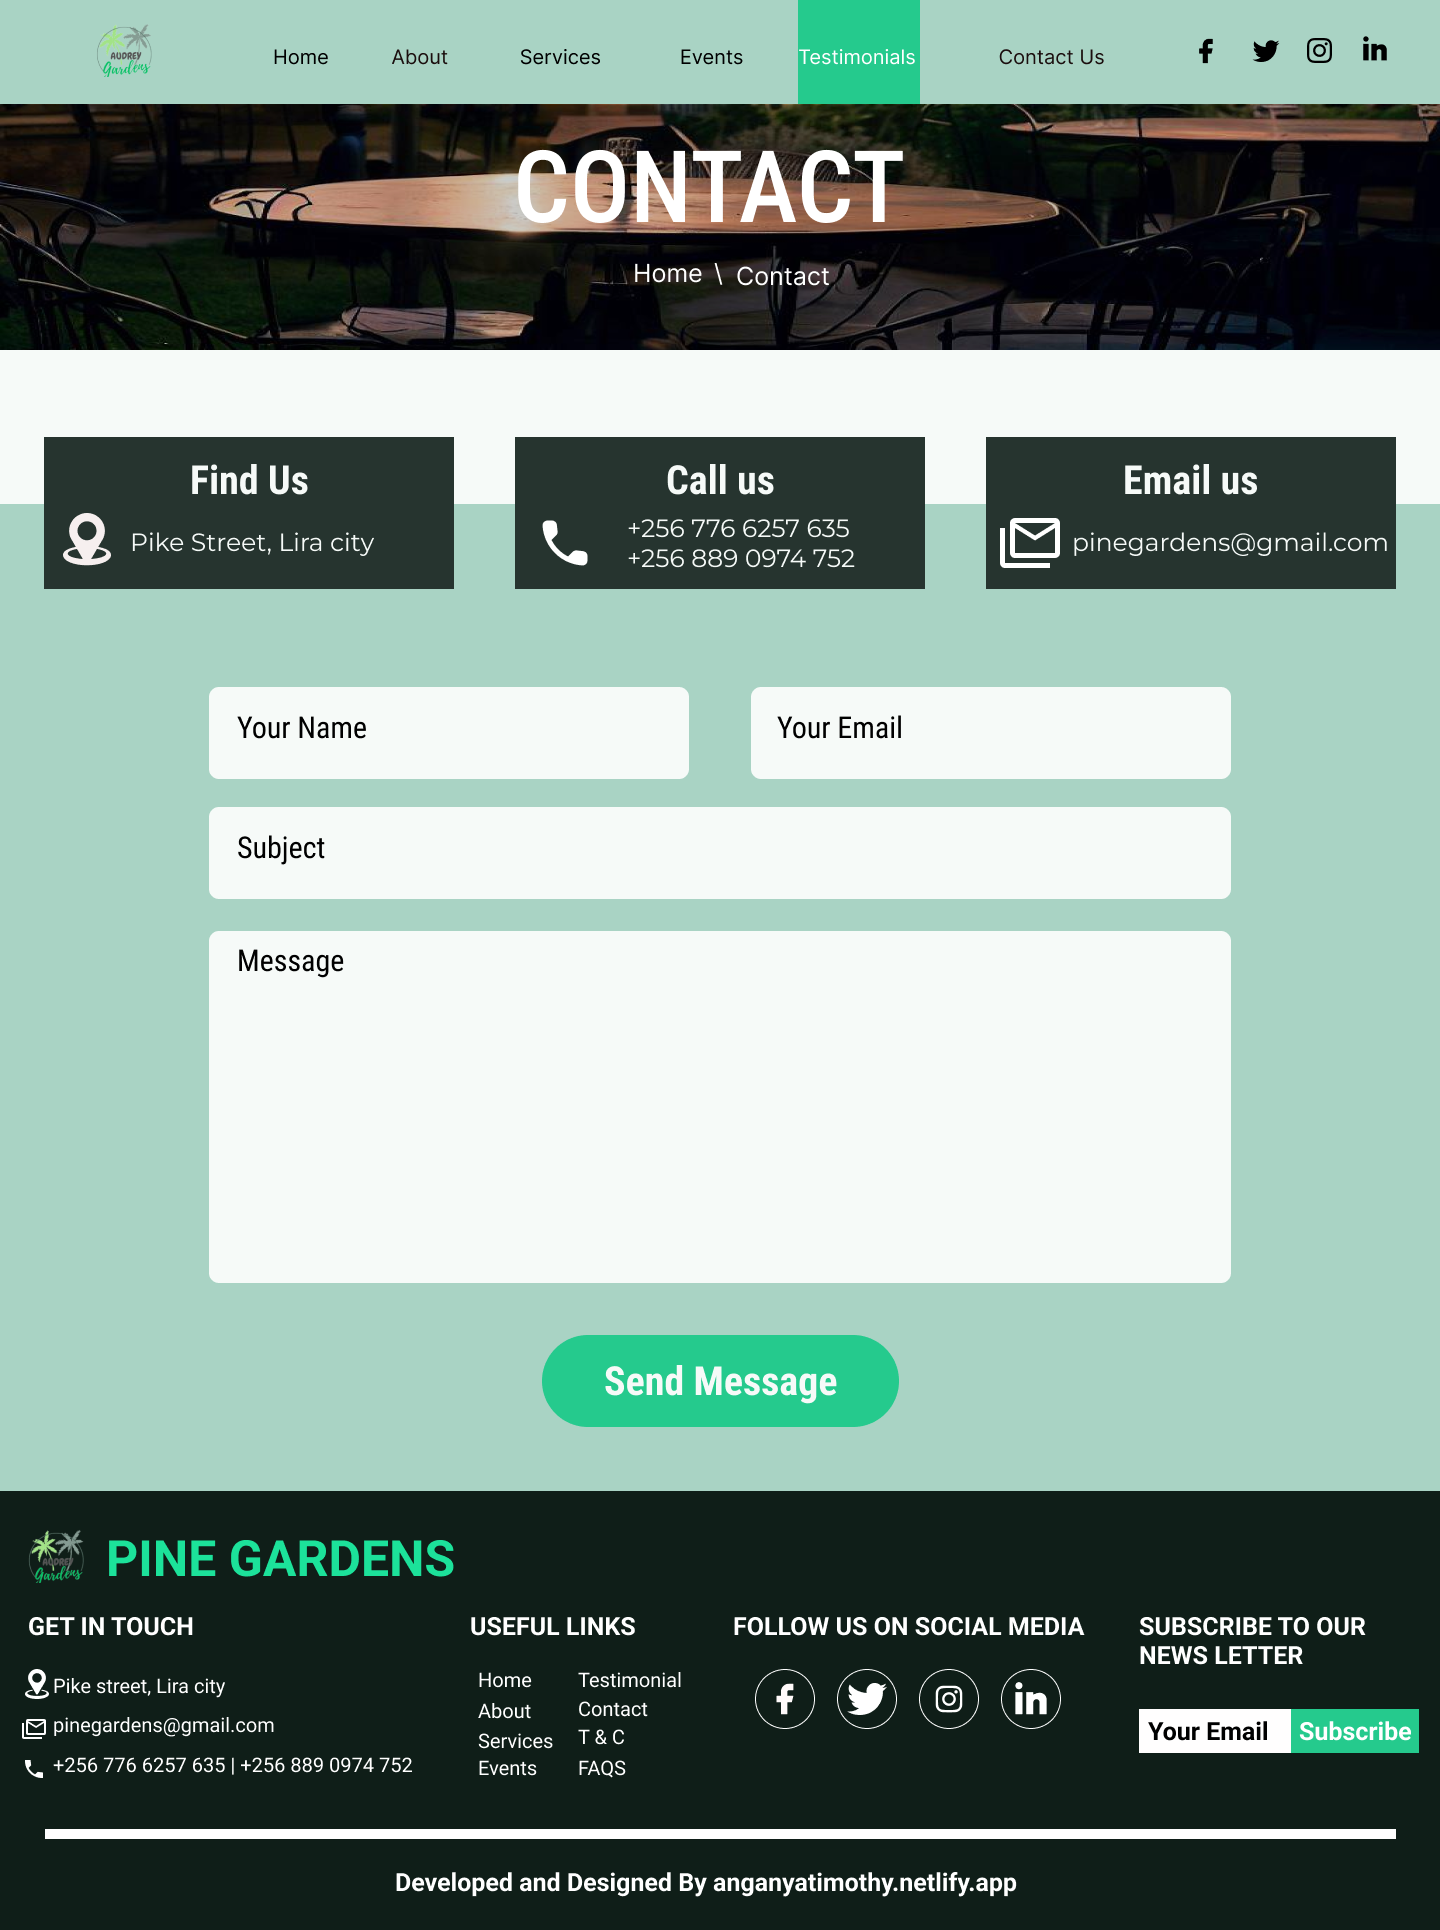 AUDREY
Gardens
Home
About
Services
Events
Testimonials
Contact Us
CONTACT
Home \ Contact
Find Us
Pike Street, Lira city
Call us
+256 776 6257 635
+256 889 0974 752
Email us
pinegardens@gmail.com
Your Name
Your Email
Subject
Message
Send Message
AUDREY
Gardens
PINE GARDENS
GET IN TOUCH
Pike street, Lira city
pinegardens@gmail.com
+256 776 6257 635 | +256 889 0974 752
USEFUL LINKS
Home
About
Services
Events
Testimonial
Contact
T & C
FAQS
FOLLOW US ON SOCIAL MEDIA
SUBSCRIBE TO OUR
NEWS LETTER
Your Email
Subscribe
Developed and Designed By anganyatimothy.netlify.app